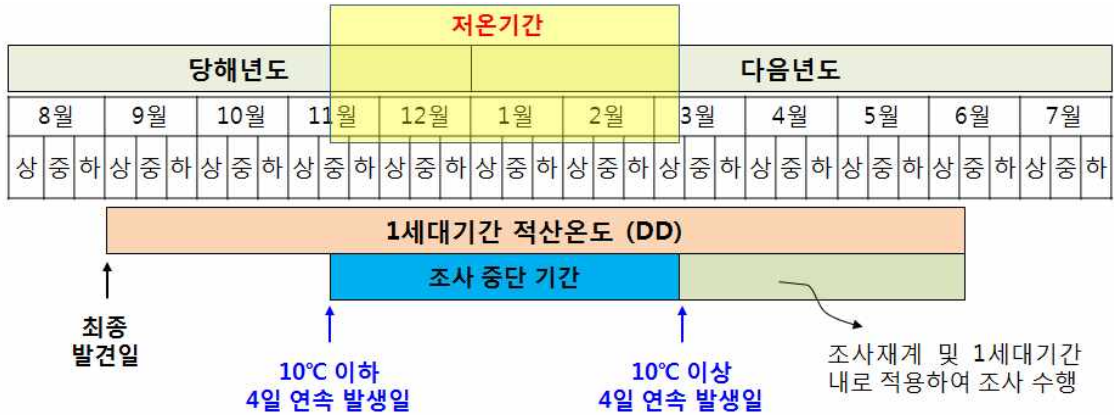 저온기간
당해년도 다음년도
8월 9월 10월 11월 12월 1월 2월 3월 4월 5월 6월 7월
상 중 하 상 중 하 상 중 하 상 중 하 상 중 하 상 중 하 상 중 하 상 중 하 상 중 하 상 중 하 상 중 하 상 중 하
1세대기간 적산온도 (DD)
조사 중단 기간
최종
발견일
10℃ 이하
4일 연속 발생일
10℃ 이상
4일 연속 발생일
조사재계 및 1세대기간
내로 적용하여 조사 수행